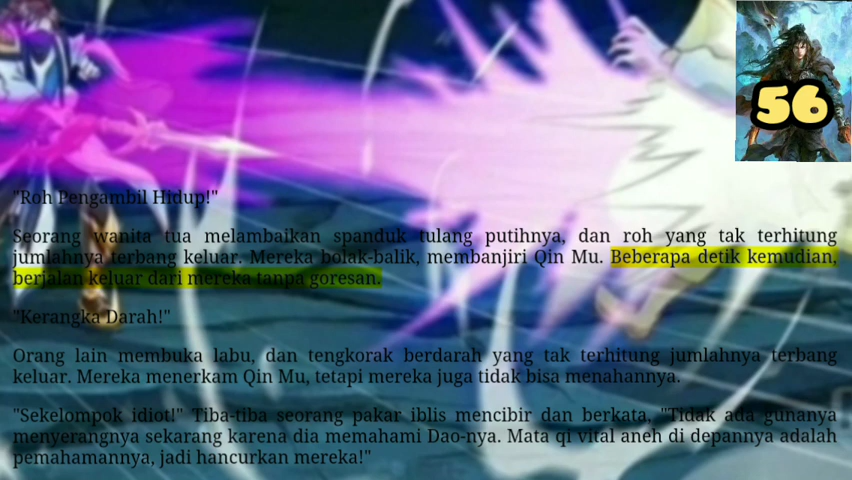 56
"Roh Pengambil Hidup!"
Seorang wanita tua melambaikan spanduk tulang putihnya, dan roh yang tak terhitung
jumlahnya terbang keluar. Mereka bolak-balik, membanjiri Qin Mu. Beberapa detik kemudian,
berjalan keluar dari mereka tanpa goresan.
"Kerangka Darah!"
Orang lain membuka labu, dan tengkorak berdarah yang tak terhitung jumlahnya terbang
keluar. Mereka menerkam Qin Mu, tetapi mereka juga tidak bisa menahannya.
"Sekelompok idiot!" Tiba-tiba seorang pakar iblis mencibir dan berkata, "Tidak ada gunanya
menyerangnya sekarang karena dia memahami Dao-nya. Mata qi vital aneh di depannya adalah
pemahamannya, jadi hancurkan mereka!"